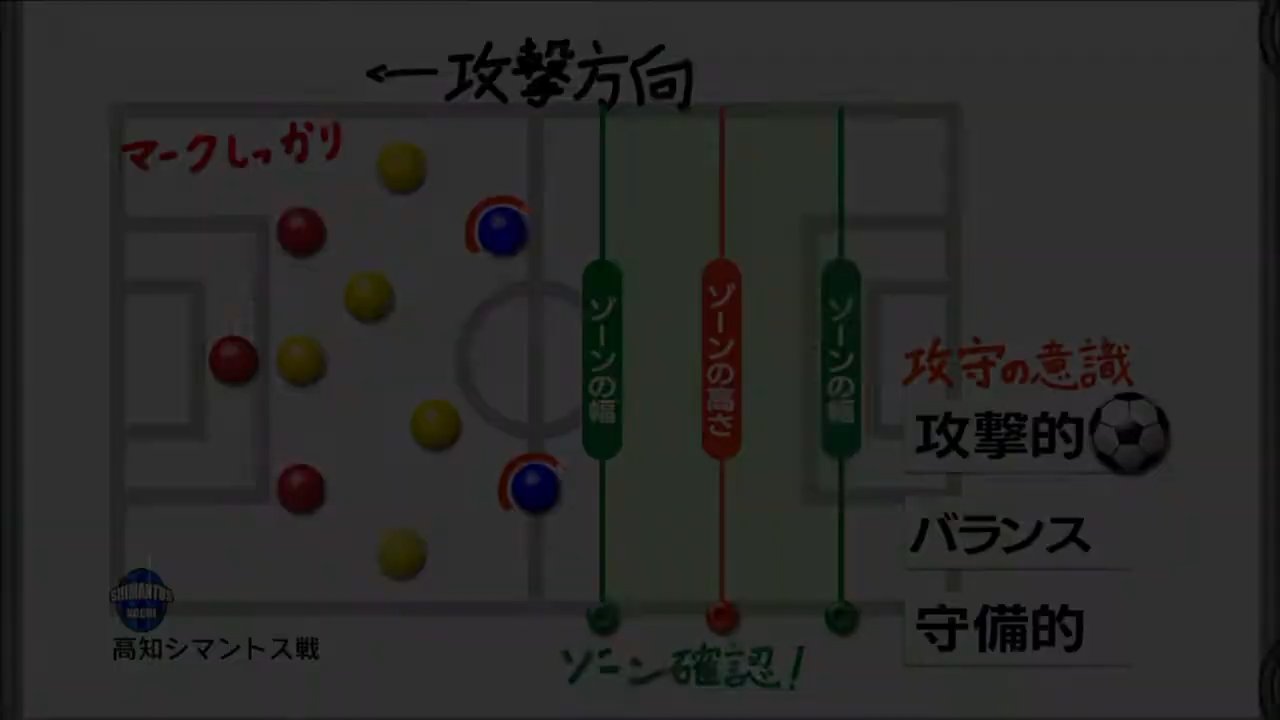 ←攻撃方向
マークしっかり
ゾーンの幅
ゾーンの高さ
ゾーンの幅
攻守の意識
攻撃的
バランス
守備的
SHIMANTOS
KOCHI
高知シマントス戦
ゾーン確認!